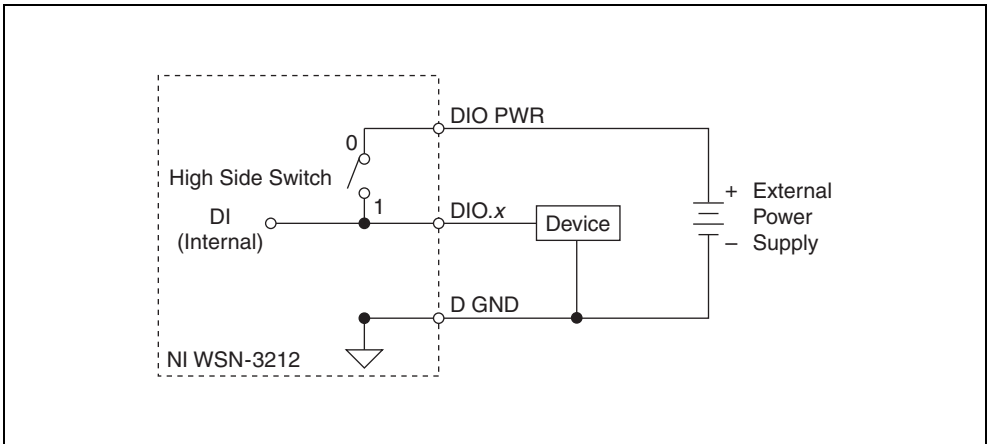 DIO PWR
0
High Side Switch
1
DI
(Internal)
DIO.x
Device
+ External
Power
– Supply
D GND
NI WSN-3212